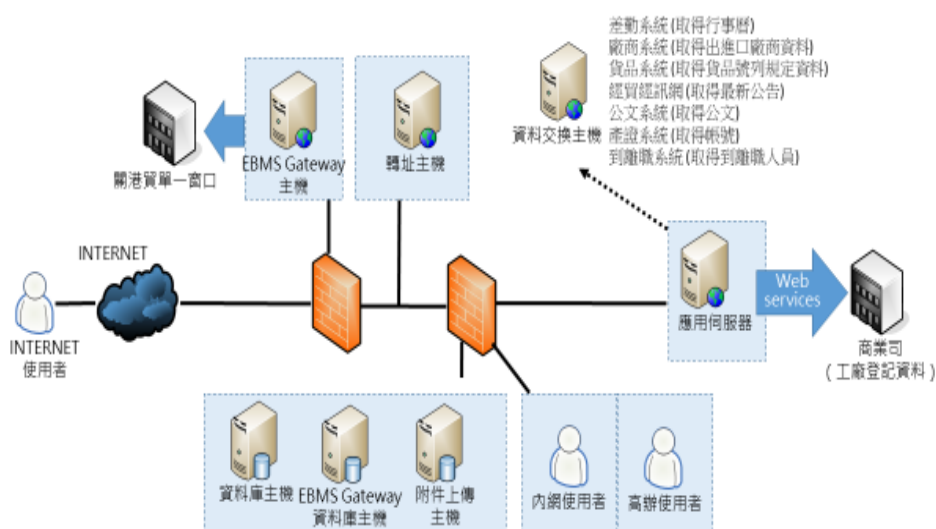 差勤系統(取得行事曆)
廠商系統(取得出進口廠商資料)
貨品系統(取得貨品號列規定資料)
經貿經訊網(取得最新公告)
公文系統(取得公文)
產證系統(取得帳號)
到離職系統(取得到離職人員)
資料交換主機
EBMS Gateway
主機
轉址主機
關港貿單一窗口
INTERNET
INTERNET
使用者
Web
services
應用伺服器
商業司
(工廠登記資料)
資料庫主機
EBMS Gateway
資料庫主機
附件上傳
主機
內網使用者
高辦使用者